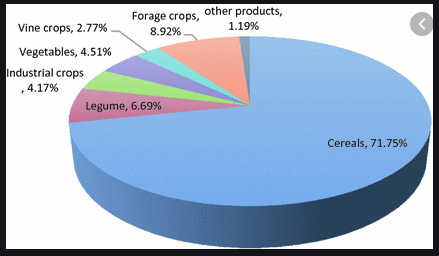 other products,
1.19%
Forage crops,
8.92%
Vine crops, 2.77%
Vegetables, 4.51%
Industrial crops
, 4.17%
Legume, 6.69%
Cereals, 71.75%